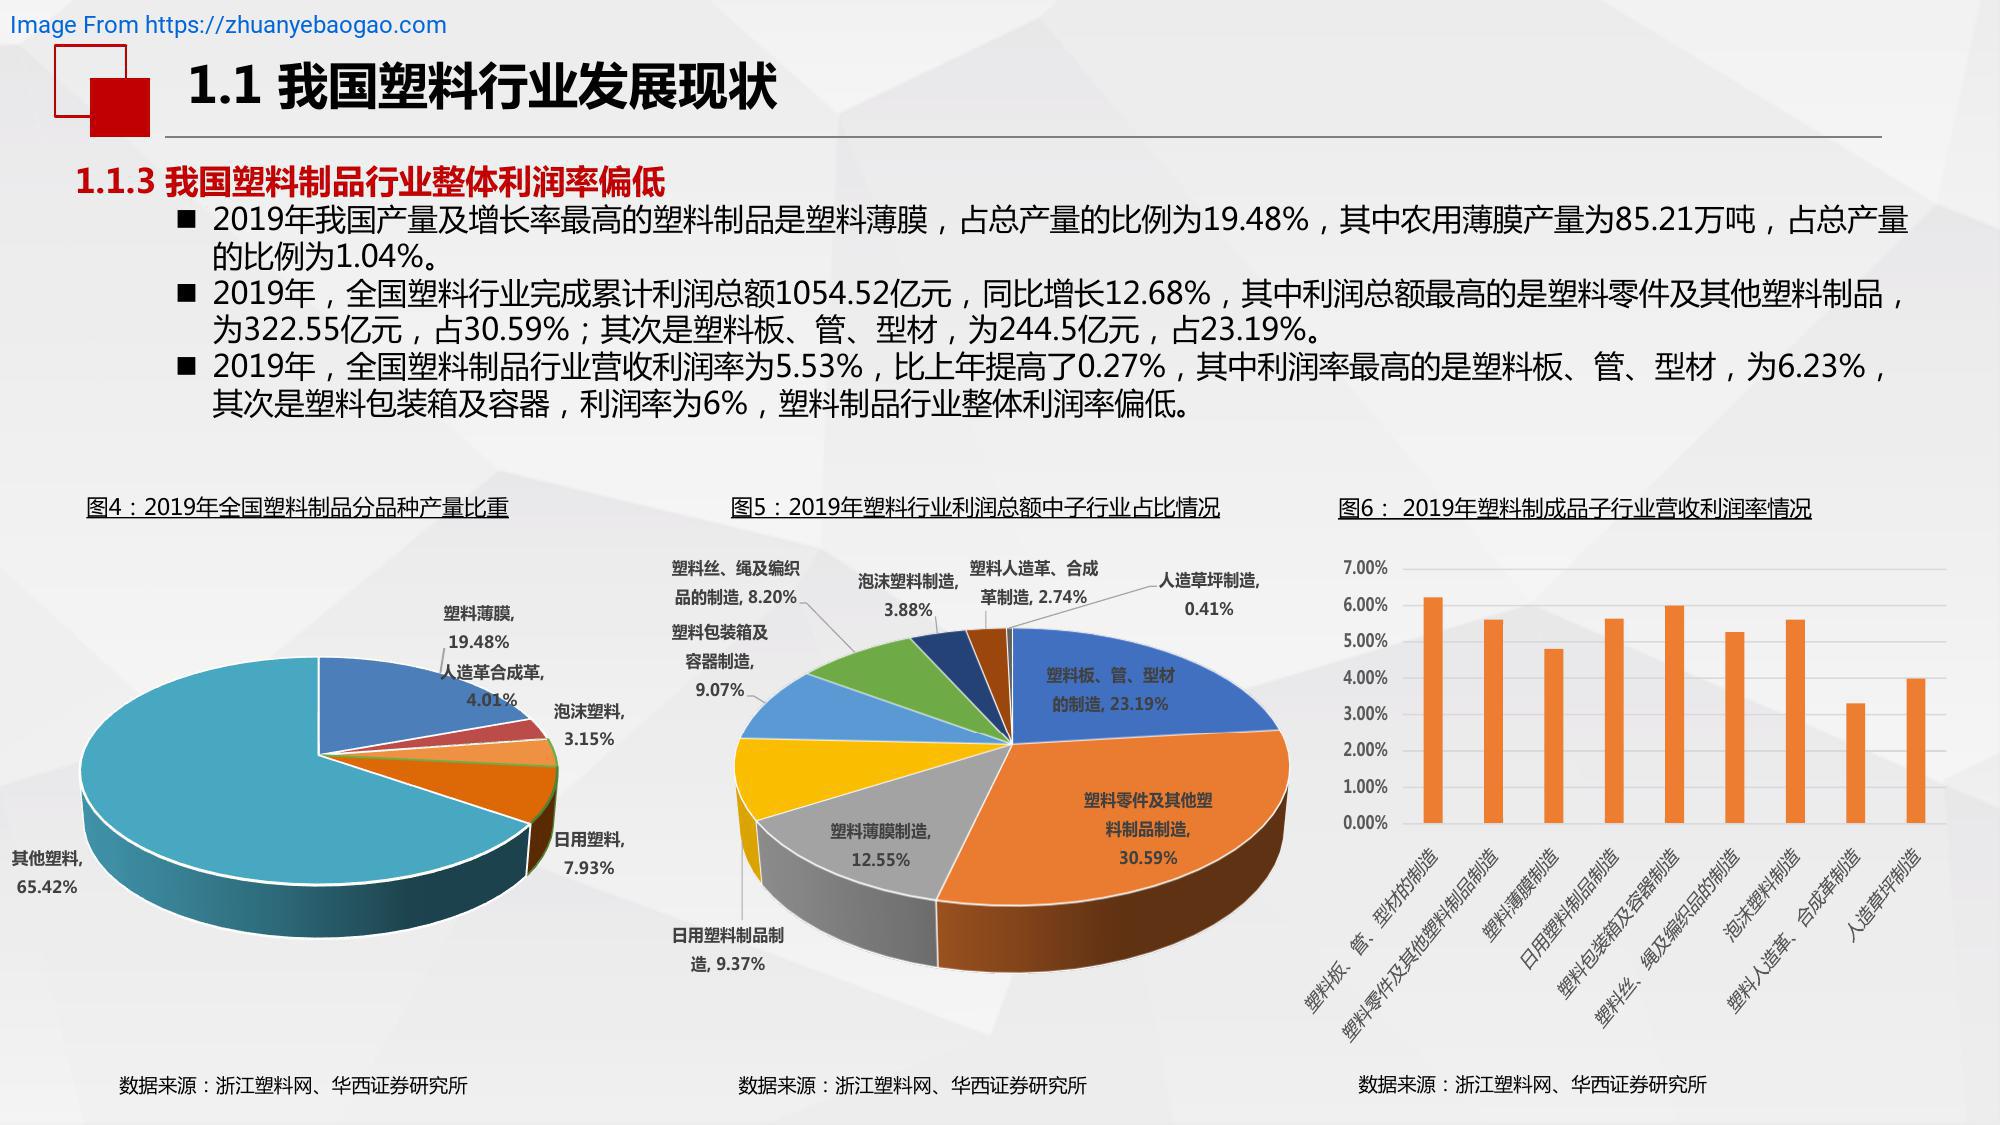 Image From https://zhuanyebaogao.com
1.1 我国塑料行业发展现状
1.1.3 我国塑料制品行业整体利润率偏低
■ 2019年我国产量及增长率最高的塑料制品是塑料薄膜，占总产量的比例为19.48%，其中农用薄膜产量为85.21万吨，占总产量
的比例为1.04%。
■ 2019年，全国塑料行业完成累计利润总额1054.52亿元，同比增长12.68%，其中利润总额最高的是塑料零件及其他塑料制品，
为322.55亿元，占30.59%；其次是塑料板、管、型材，为244.5亿元，占23.19%。
■ 2019年，全国塑料制品行业营收利润率为5.53%，比上年提高了0.27%，其中利润率最高的是塑料板、管、型材，为6.23%，
其次是塑料包装箱及容器，利润率为6%，塑料制品行业整体利润率偏低。
图4：2019年全国塑料制品分品种产量比重
塑料薄膜,
19.48%
人造革合成革,
4.01%
泡沫塑料,
3.15%
日用塑料,
7.93%
其他塑料,
65.42%
数据来源：浙江塑料网、华西证券研究所
图5：2019年塑料行业利润总额中子行业占比情况
塑料丝、绳及编织
品的制造, 8.20%
泡沫塑料制造,
3.88%
塑料人造革、合成
革制造, 2.74%
人造草坪制造,
0.41%
塑料包装箱及
容器制造,
9.07%
塑料板、管、型材
的制造, 23.19%
塑料零件及其他塑
料制品制造,
30.59%
塑料薄膜制造,
12.55%
日用塑料制品制
造, 9.37%
数据来源：浙江塑料网、华西证券研究所
图6： 2019年塑料制成品子行业营收利润率情况
7.00%
6.00%
5.00%
4.00%
3.00%
2.00%
1.00%
0.00%
塑料板、管、型材的制造
塑料零件及其他塑料制品制造
塑料薄膜制造
日用塑料制品制造
塑料包装箱及容器制造
塑料丝、绳及编织品的制造
泡沫塑料制造
塑料人造革、合成革制造
人造草坪制造
数据来源：浙江塑料网、华西证券研究所